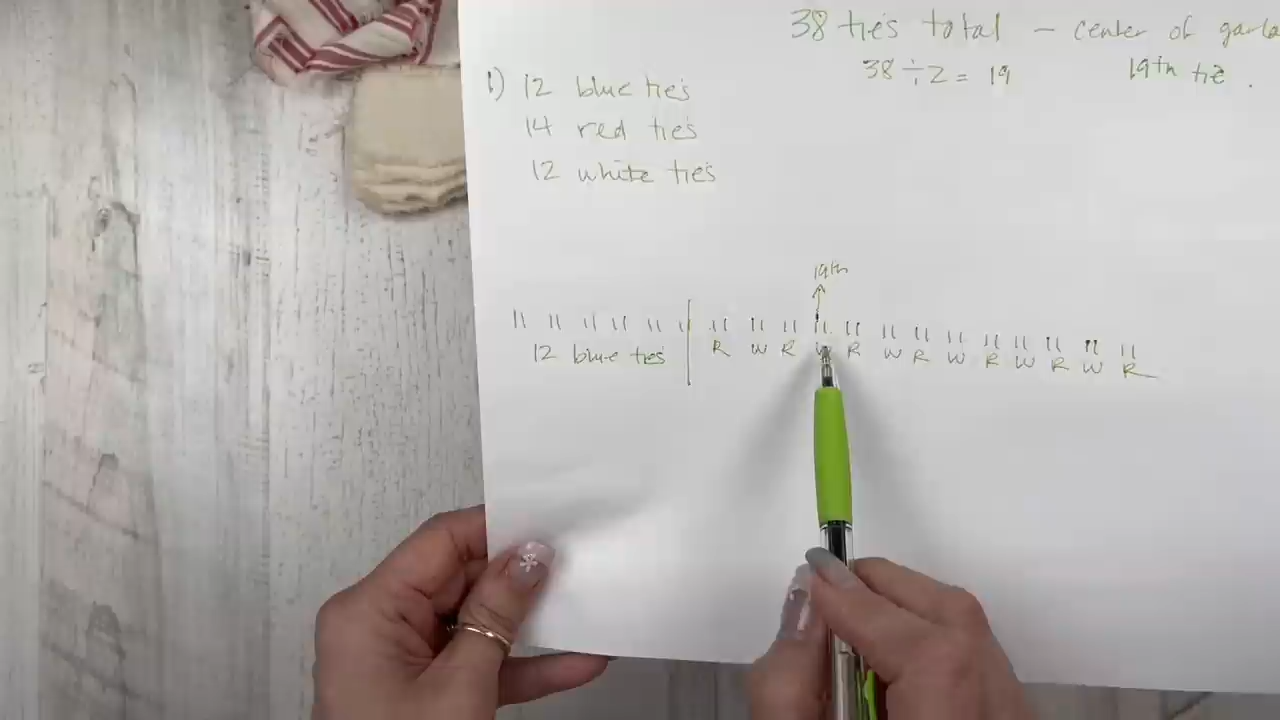 38 ties total – center of
38 ÷ 2 = 19 19th tie.
1) 12 blue ties
14 red ties
12 white ties
19th
12 blue ties R W R R W R W R W R W R